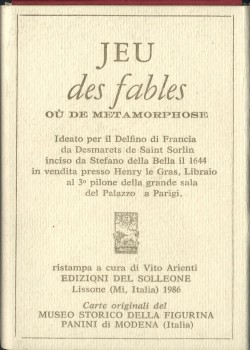 JEU
des fables
OÙ DE METAMORPHOSE
Ideato per il Delfino di Francia
da Desmarets de Saint Sorlin
inciso da Stefano della Bella il 1644
in vendita presso Henry le Gras, Libraio
al 3º pilone della grande sala
del Palazzo a Parigi.
ristampa a cura di Vito Arienti
EDIZIONI DEL SOLLEONE
Lissone (Mi, Italia) 1986
Carte originali del
MUSEO STORICO DELLA FIGURINA
PANINI DI MODENA (Italia)